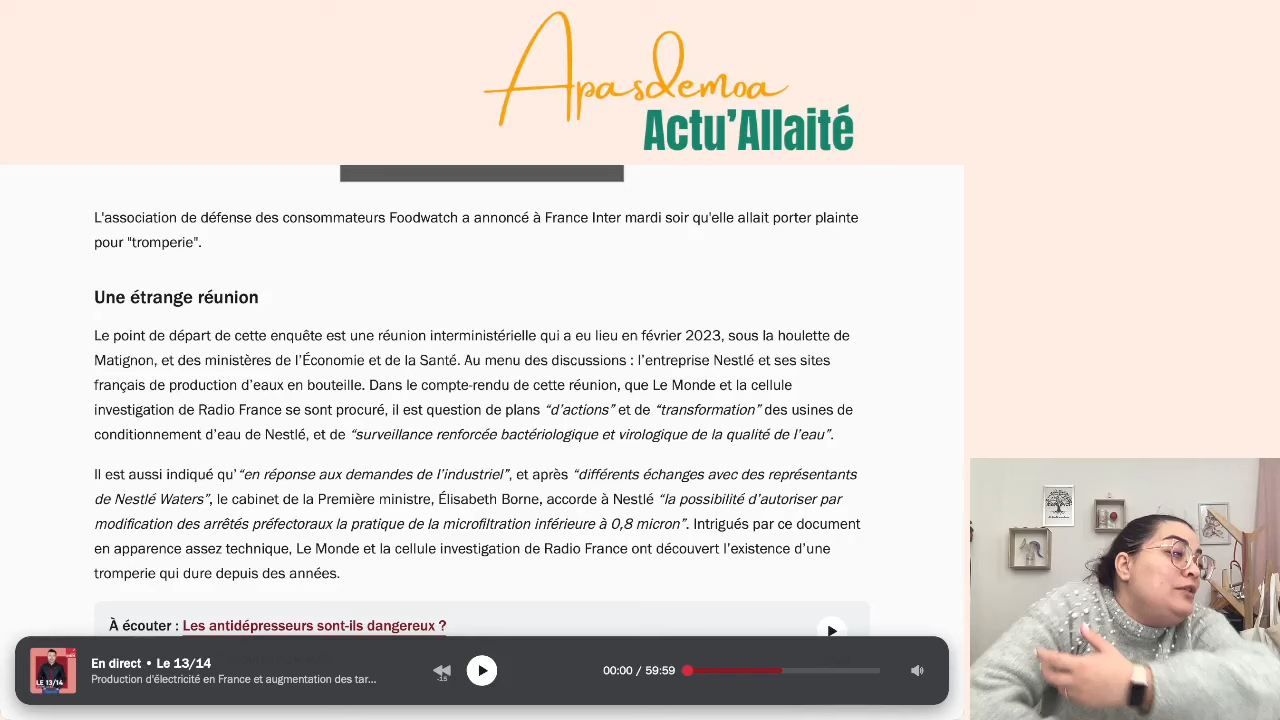 Apasdemoa
Actu'Allaité
L'association de défense des consommateurs Foodwatch a annoncé à France Inter mardi soir qu'elle allait porter plainte
pour "tromperie".
Une étrange réunion
Le point de départ de cette enquête est une réunion interministérielle qui a eu lieu en février 2023, sous la houlette de
Matignon, et des ministères de l'Économie et de la Santé. Au menu des discussions : l'entreprise Nestlé et ses sites
français de production d'eaux en bouteille. Dans le compte-rendu de cette réunion, que Le Monde et la cellule
investigation de Radio France se sont procuré, il est question de plans “d'actions” et de “transformation” des usines de
conditionnement d'eau de Nestlé, et de “surveillance renforcée bactériologique et virologique de la qualité de l'eau”.
Il est aussi indiqué qu'“en réponse aux demandes de l'industriel”, et après “différents échanges avec des représentants
de Nestlé Waters”, le cabinet de la Première ministre, Élisabeth Borne, accorde à Nestlé “la possibilité d'autoriser par
modification des arrêtés préfectoraux la pratique de la microfiltration inférieure à 0,8 micron”. Intrigués par ce document
en apparence assez technique, Le Monde et la cellule investigation de Radio France ont découvert l'existence d'une
tromperie qui dure depuis des années.
À écouter : Les antidépresseurs sont-ils dangereux ?
En direct • Le 13/14
Production d'électricité en France et augmentation des tar...
LE 13/14
-15
00:00 / 59:59